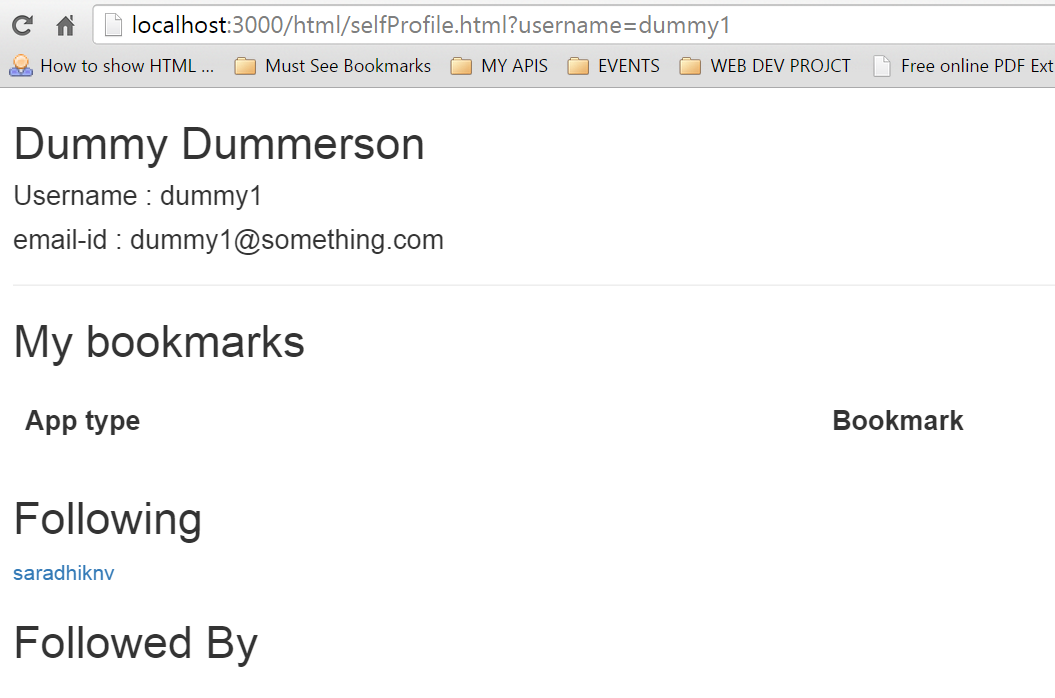 localhost:3000/html/selfProfile.html?username=dummy1
How to show HTML ... Must See Bookmarks MY APIS EVENTS WEB DEV PROJCT Free online PDF Ext
Dummy Dummerson
Username : dummy1
email-id : dummy1@something.com
My bookmarks
App type Bookmark
Following
saradhiknv
Followed By